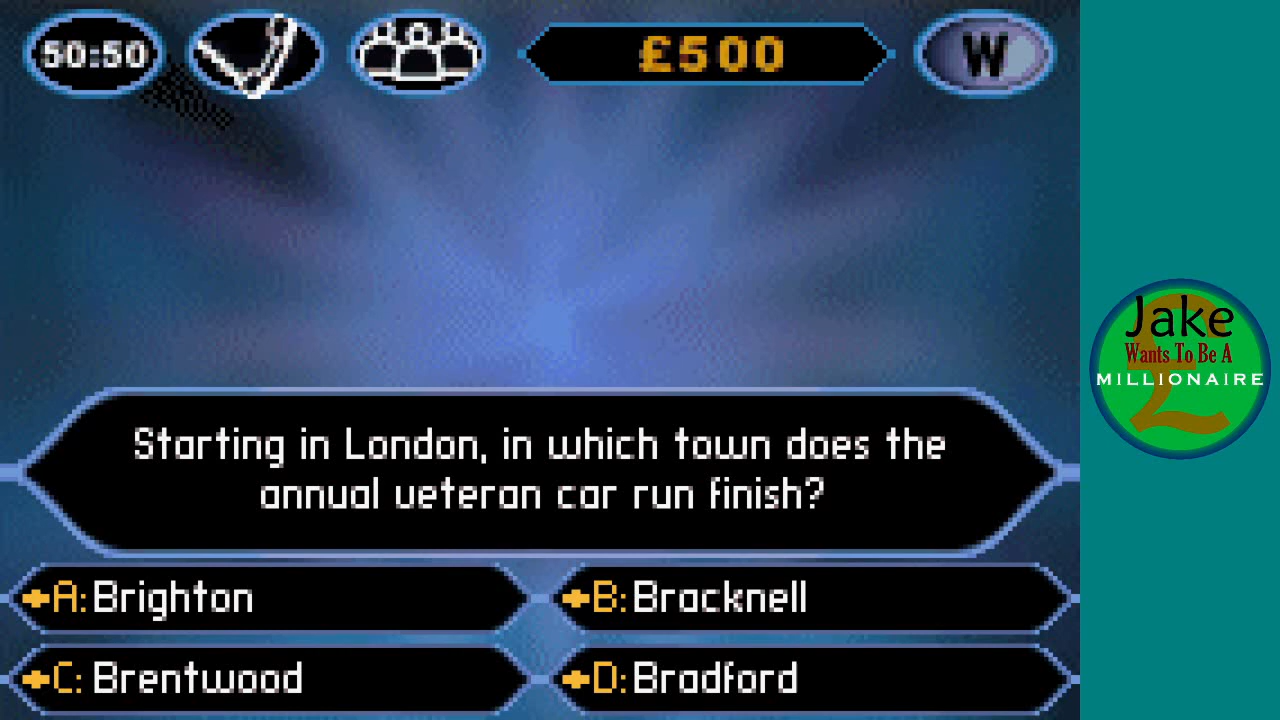 50:50
£500
W
Starting in London, in which town does the
annual veteran car run finish?
A: Brighton
B: Bracknell
C: Brentwood
D: Bradford
Jake
Wants To Be A
MILLIONAIRE